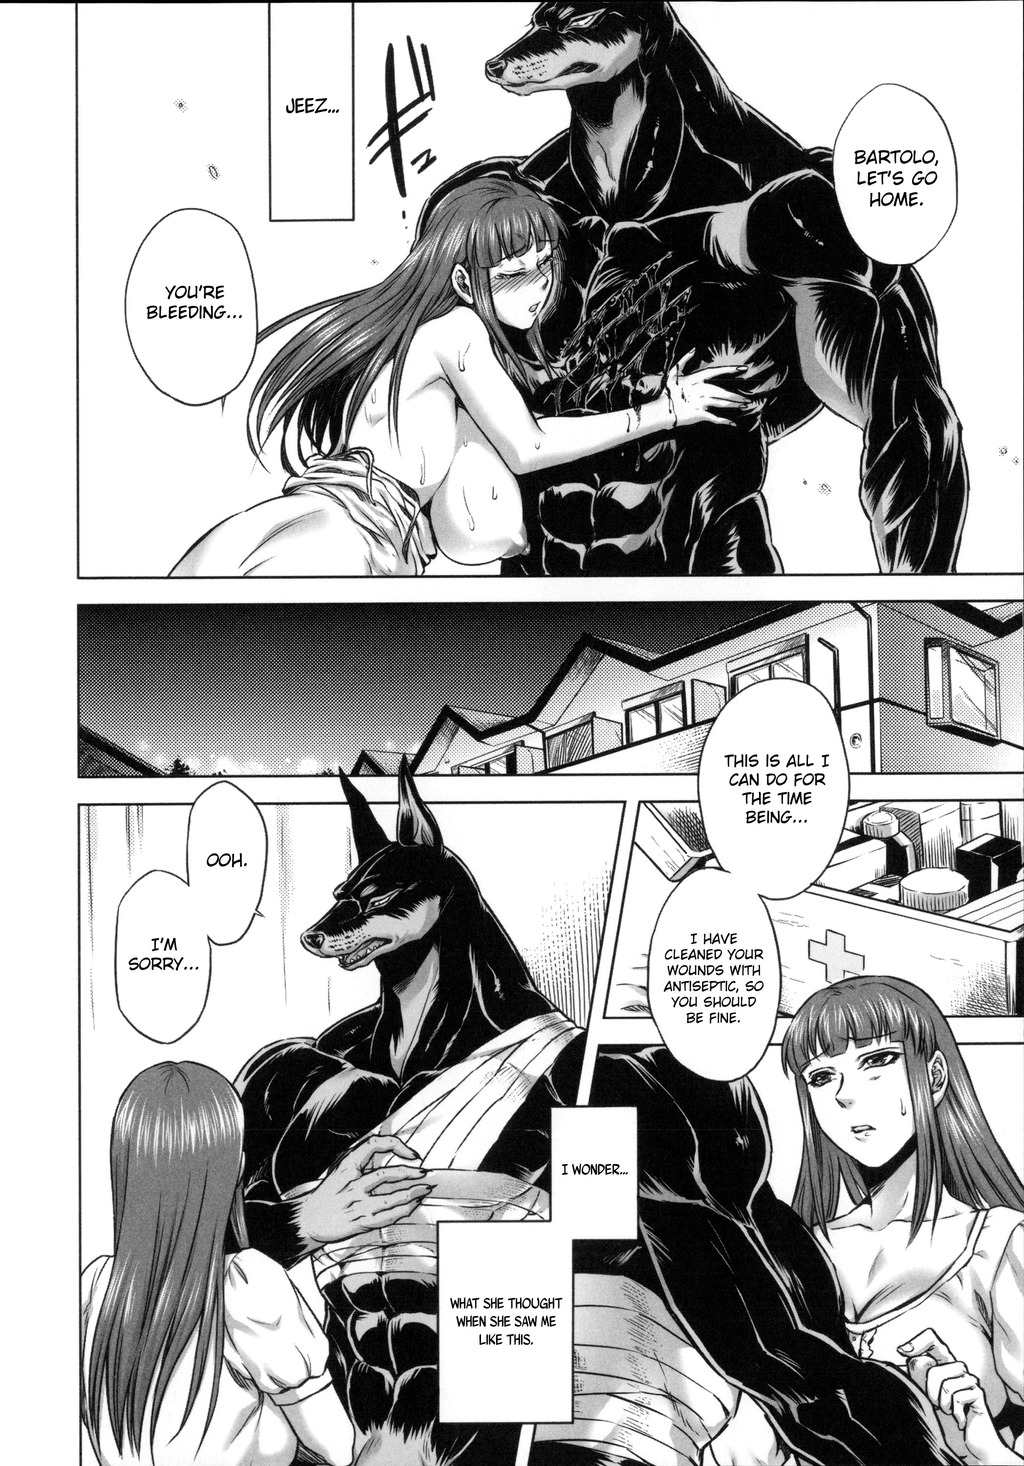 BARTOLO,
LET'S GO
HOME.
JEEZ...
YOU'RE
BLEEDING...
THIS IS ALL I
CAN DO FOR
THE TIME
BEING...
I HAVE
CLEANED YOUR
WOUNDS WITH
ANTISEPTIC, SO
YOU SHOULD
BE FINE.
OOH.
I'M
SORRY...
I WONDER...
WHAT SHE THOUGHT
WHEN SHE SAW ME
LIKE THIS.